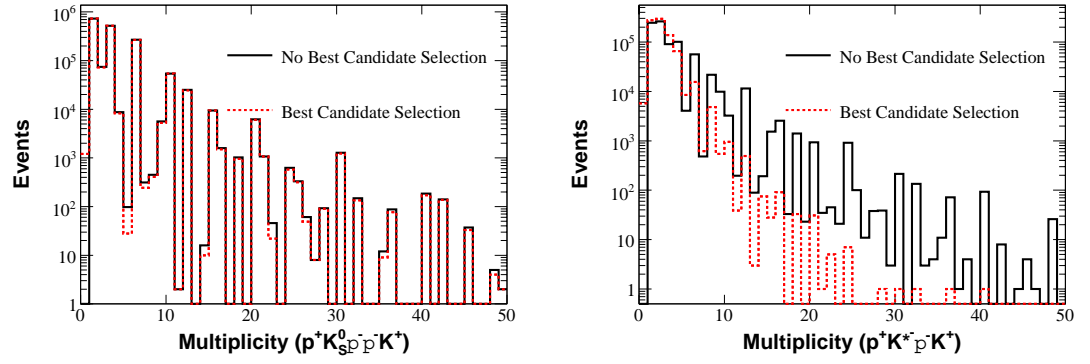 10⁶
10⁵
10⁴
10³
10²
10
1
Events
No Best Candidate Selection
Best Candidate Selection
0 10 20 30 40 50
Multiplicity (p⁺K⁰_S p⁻p⁻K⁺)
10⁵
10⁴
10³
10²
10
1
Events
No Best Candidate Selection
Best Candidate Selection
0 10 20 30 40 50
Multiplicity (p⁺K*⁻p⁻K⁺)